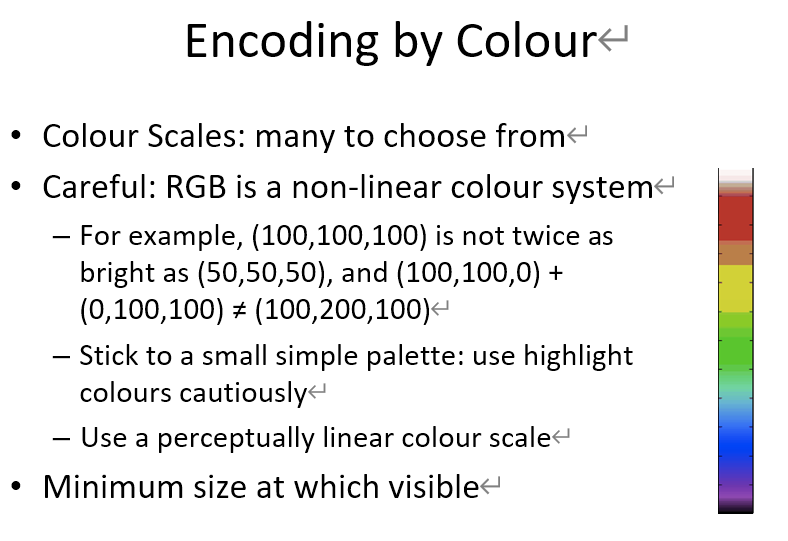 Encoding by Colour↵
• Colour Scales: many to choose from↵
• Careful: RGB is a non-linear colour system↵
– For example, (100,100,100) is not twice as
bright as (50,50,50), and (100,100,0) +
(0,100,100) ≠ (100,200,100)↵
– Stick to a small simple palette: use highlight
colours cautiously↵
– Use a perceptually linear colour scale↵
• Minimum size at which visible↵